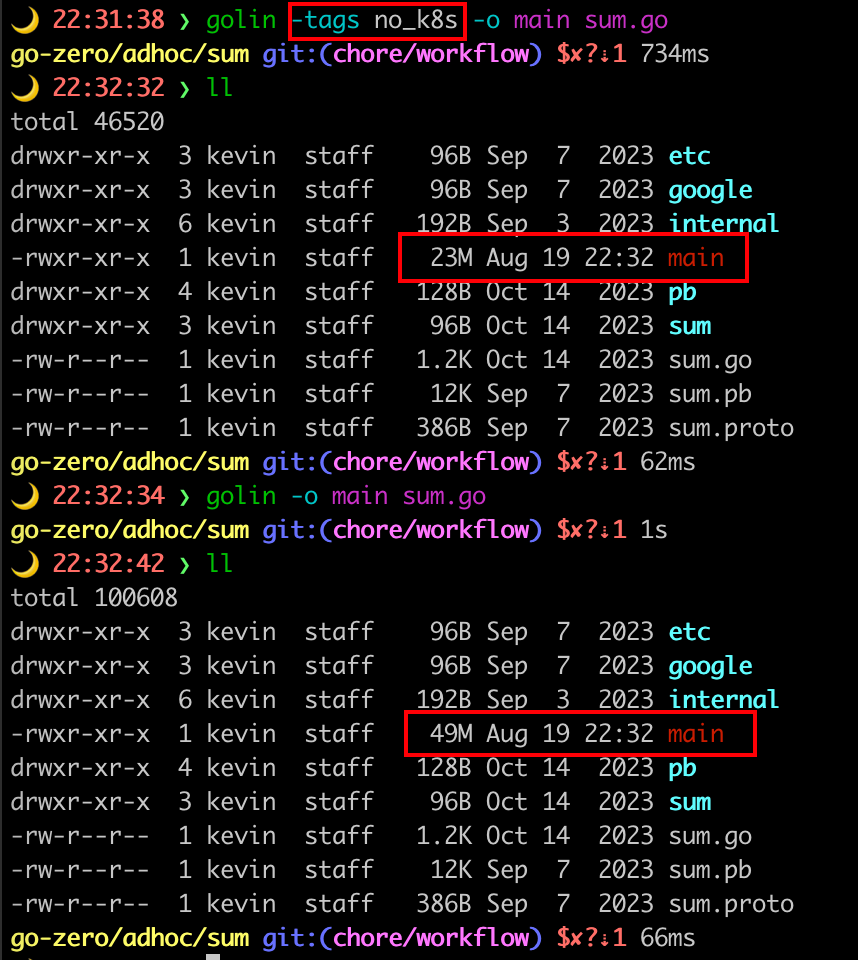 🌙 22:31:38 ❯ golin -tags no_k8s -o main sum.go
go-zero/adhoc/sum git:(chore/workflow) $✘?⇣1 734ms
🌙 22:32:32 ❯ ll
total 46520
drwxr-xr-x  3 kevin  staff    96B Sep  7  2023 etc
drwxr-xr-x  3 kevin  staff    96B Sep  7  2023 google
drwxr-xr-x  6 kevin  staff   192B Sep  3  2023 internal
-rwxr-xr-x  1 kevin  staff    23M Aug 19 22:32 main
drwxr-xr-x  4 kevin  staff   128B Oct 14  2023 pb
drwxr-xr-x  3 kevin  staff    96B Oct 14  2023 sum
-rw-r--r--  1 kevin  staff   1.2K Oct 14  2023 sum.go
-rw-r--r--  1 kevin  staff    12K Sep  7  2023 sum.pb
-rw-r--r--  1 kevin  staff   386B Sep  7  2023 sum.proto
go-zero/adhoc/sum git:(chore/workflow) $✘?⇣1 62ms
🌙 22:32:34 ❯ golin -o main sum.go
go-zero/adhoc/sum git:(chore/workflow) $✘?⇣1 1s
🌙 22:32:42 ❯ ll
total 100608
drwxr-xr-x  3 kevin  staff    96B Sep  7  2023 etc
drwxr-xr-x  3 kevin  staff    96B Sep  7  2023 google
drwxr-xr-x  6 kevin  staff   192B Sep  3  2023 internal
-rwxr-xr-x  1 kevin  staff    49M Aug 19 22:32 main
drwxr-xr-x  4 kevin  staff   128B Oct 14  2023 pb
drwxr-xr-x  3 kevin  staff    96B Oct 14  2023 sum
-rw-r--r--  1 kevin  staff   1.2K Oct 14  2023 sum.go
-rw-r--r--  1 kevin  staff    12K Sep  7  2023 sum.pb
-rw-r--r--  1 kevin  staff   386B Sep  7  2023 sum.proto
go-zero/adhoc/sum git:(chore/workflow) $✘?⇣1 66ms